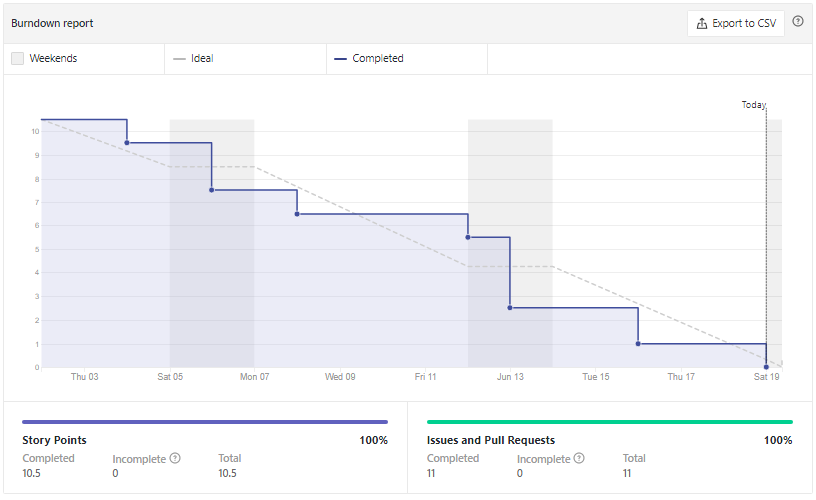 Burndown report
Export to CSV
?
Weekends
Ideal
Completed
Today
10
9
8
7
6
5
4
3
2
1
0
Thu 03 Sat 05 Mon 07 Wed 09 Fri 11 Jun 13 Tue 15 Thu 17 Sat 19
Story Points 100%
Completed Incomplete ? Total
10.5 0 10.5
Issues and Pull Requests 100%
Completed Incomplete ? Total
11 0 11